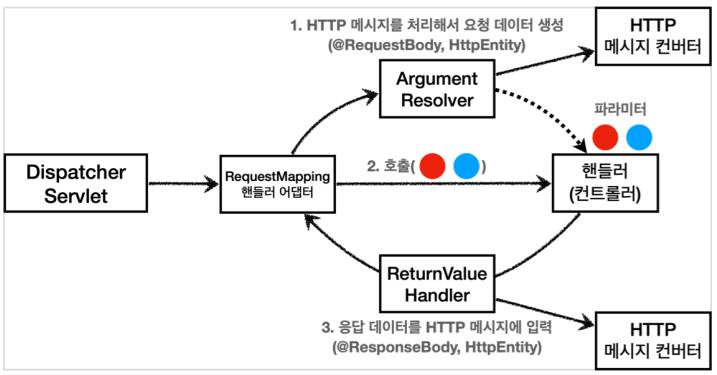 1. HTTP 메시지를 처리해서 요청 데이터 생성
(@RequestBody, HttpEntity)
HTTP
메시지 컨버터
Argument
Resolver
파라미터
Dispatcher
Servlet
RequestMapping
핸들러 어댑터
2. 호출( )
핸들러
(컨트롤러)
ReturnValue
Handler
3. 응답 데이터를 HTTP 메시지에 입력
(@ResponseBody, HttpEntity)
HTTP
메시지 컨버터